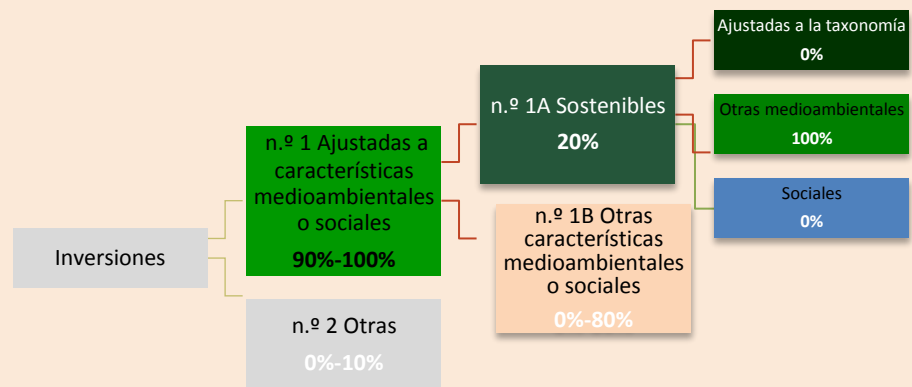 Inversiones
n.º 1 Ajustadas a
características
medioambientales
o sociales
90%-100%
n.º 2 Otras
0%-10%
n.º 1A Sostenibles
20%
n.º 1B Otras
características
medioambientales
o sociales
0%-80%
Ajustadas a la taxonomía
0%
Otras medioambientales
100%
Sociales
0%